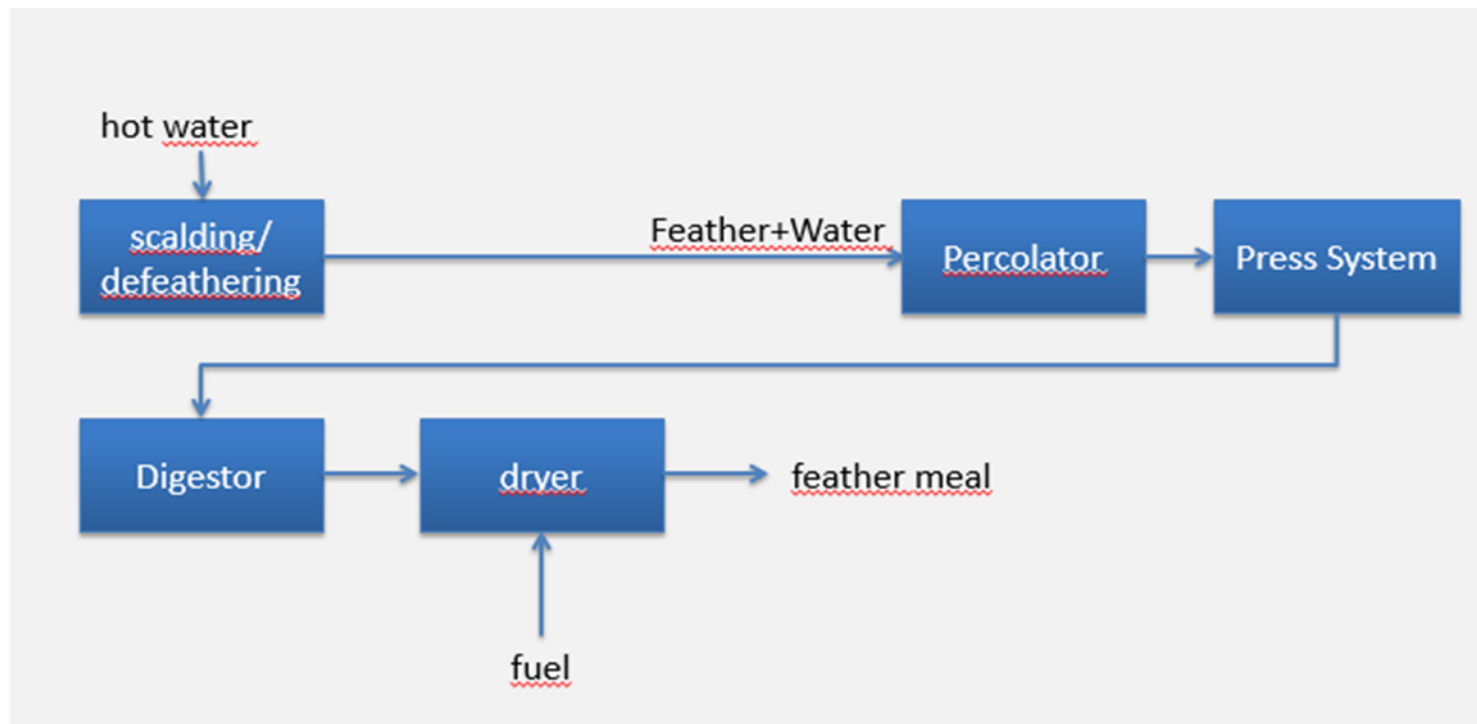 hot water
scalding/
defeathering
Feather+Water
Percolator
Press System
Digestor
dryer
feather meal
fuel